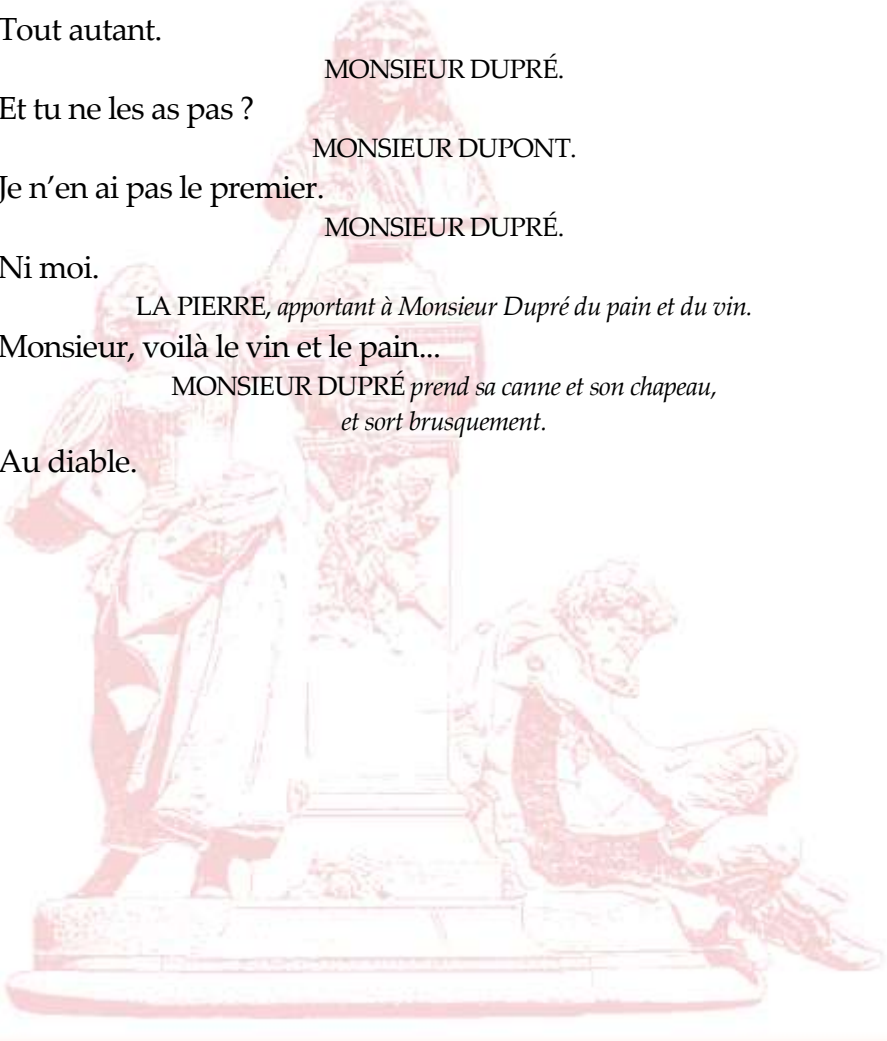 Tout autant.
MONSIEUR DUPRÉ.
Et tu ne les as pas ?
MONSIEUR DUPONT.
Je n’en ai pas le premier.
MONSIEUR DUPRÉ.
Ni moi.
LA PIERRE, apportant à Monsieur Dupré du pain et du vin.
Monsieur, voilà le vin et le pain...
MONSIEUR DUPRÉ prend sa canne et son chapeau,
et sort brusquement.
Au diable.